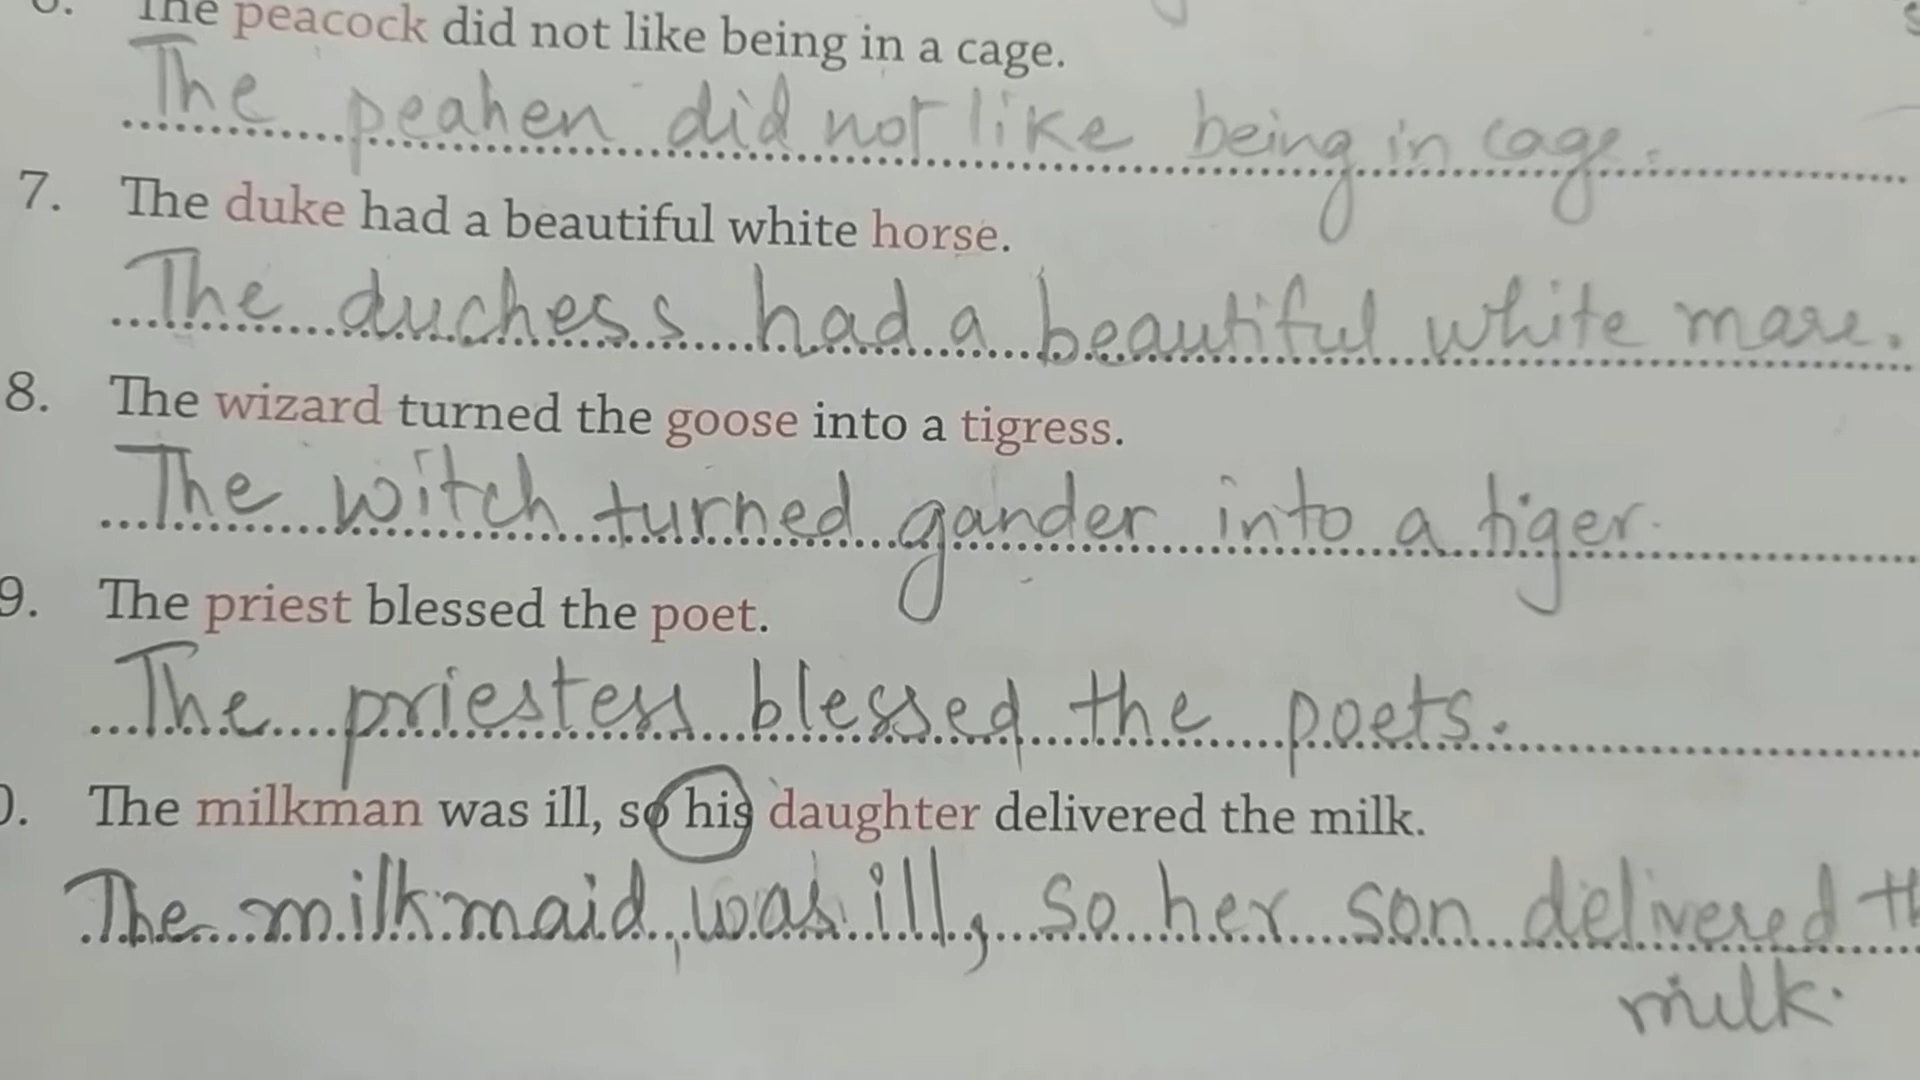 The peacock did not like being in a cage.
The peahen did not like being in cage.
7. The duke had a beautiful white horse.
The duchess had a beautiful white mare.
8. The wizard turned the goose into a tigress.
The witch turned gander into a tiger.
9. The priest blessed the poet.
The priestess blessed the poets.
0. The milkman was ill, so his daughter delivered the milk.
The milkmaid was ill, so her son delivered th
milk.